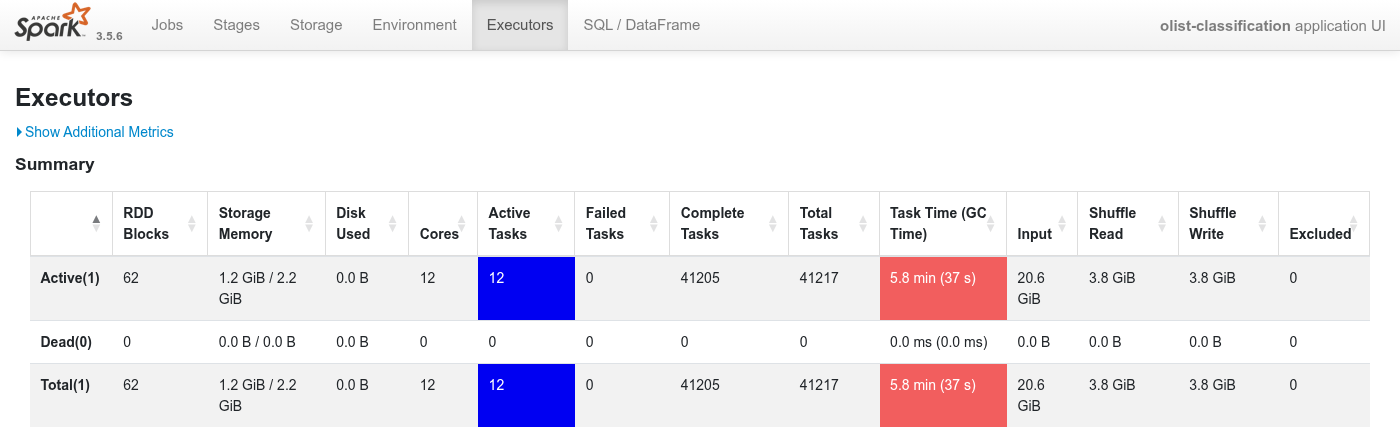 APACHE
Spark™ 3.5.6 Jobs Stages Storage Environment Executors SQL / DataFrame olist-classification application UI
Executors
Show Additional Metrics
Summary
RDD Blocks Storage Memory Disk Used Cores Active Tasks Failed Tasks Complete Tasks Total Tasks Task Time (GC Time) Input Shuffle Read Shuffle Write Excluded
Active(1) 62 1.2 GiB / 2.2 GiB 0.0 B 12 12 0 41205 41217 5.8 min (37 s) 20.6 GiB 3.8 GiB 3.8 GiB 0
Dead(0) 0 0.0 B / 0.0 B 0.0 B 0 0 0 0 0 0.0 ms (0.0 ms) 0.0 B 0.0 B 0.0 B 0
Total(1) 62 1.2 GiB / 2.2 GiB 0.0 B 12 12 0 41205 41217 5.8 min (37 s) 20.6 GiB 3.8 GiB 3.8 GiB 0